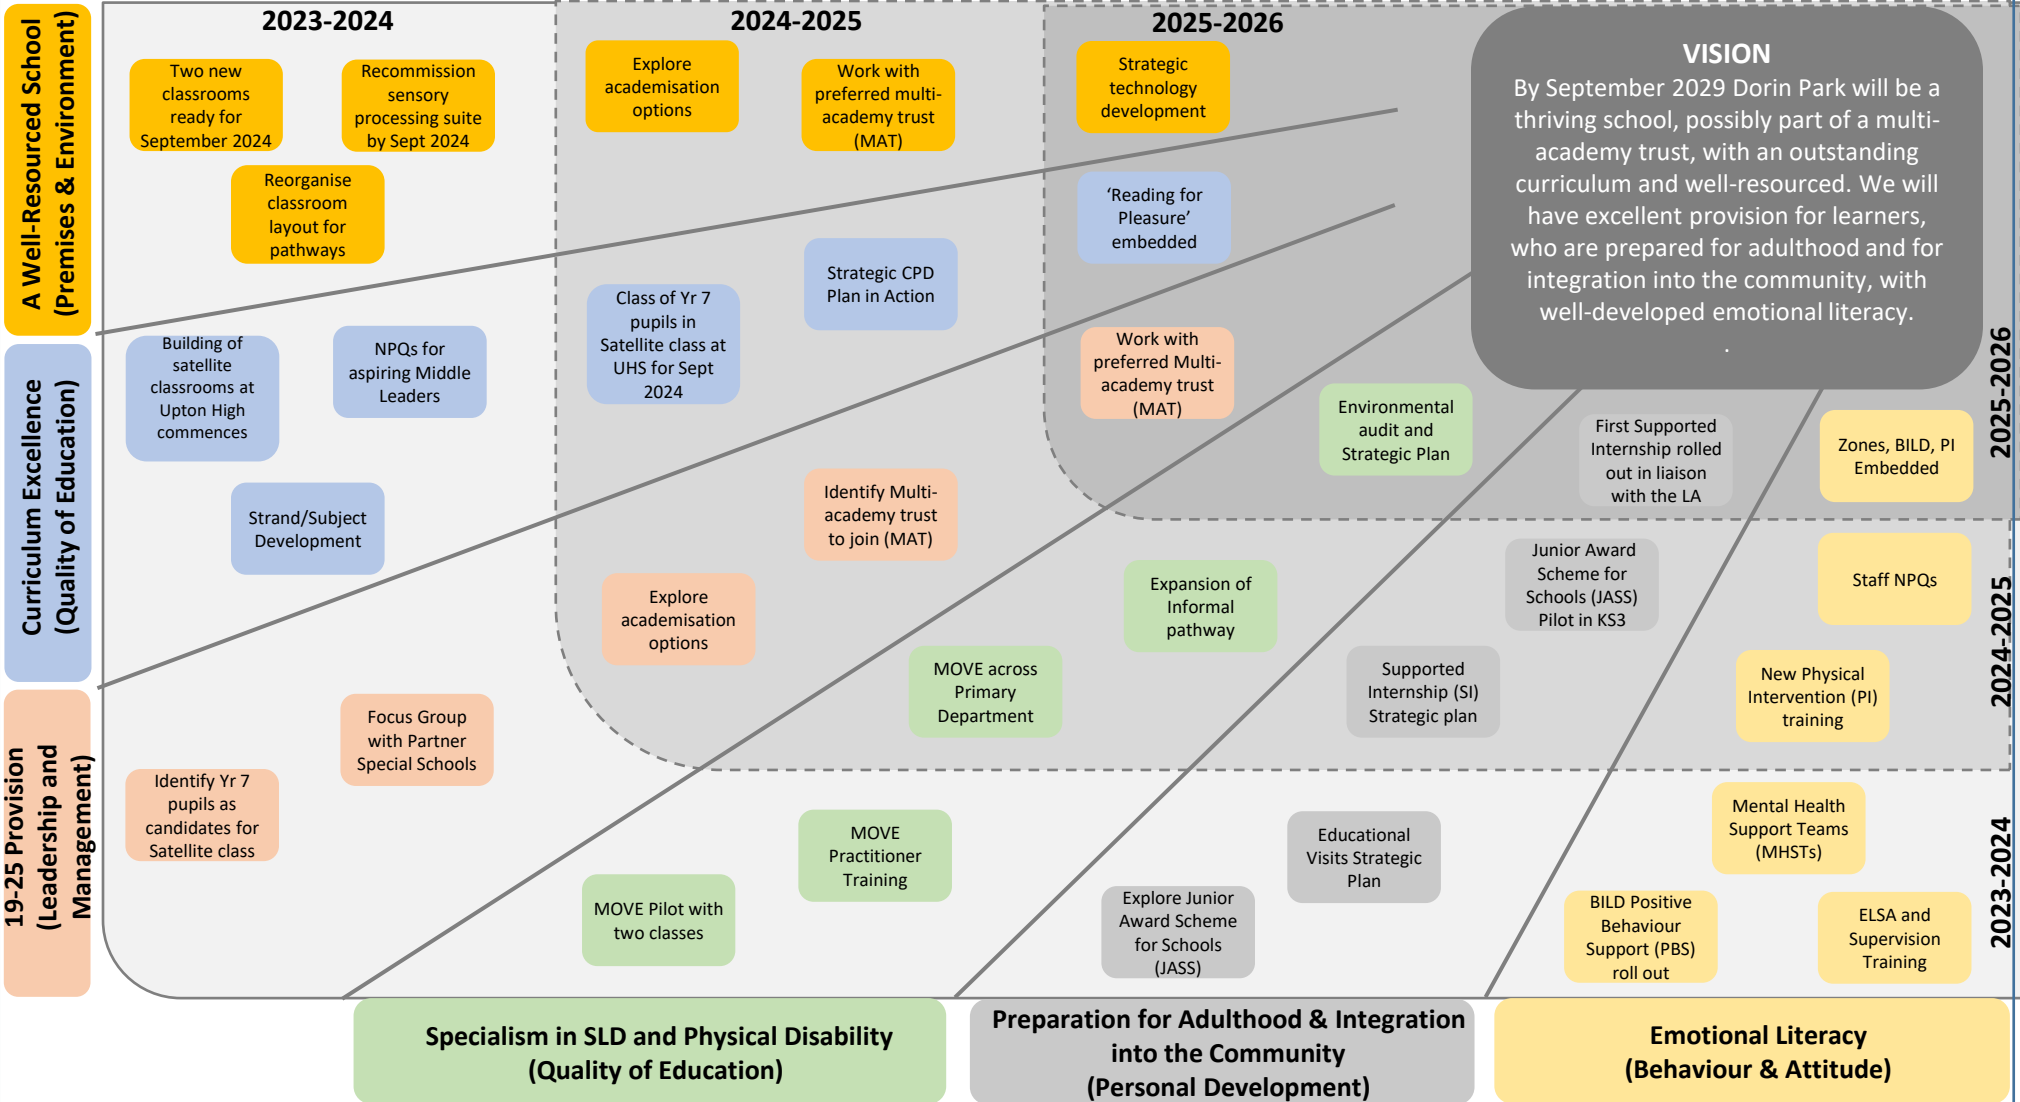 2023-2024
2024-2025
2025-2026
A Well-Resourced School
(Premises & Environment)
Two new
classrooms
ready for
September 2024
Recommission
sensory
processing suite
by Sept 2024
Reorganise
classroom
layout for
pathways
Explore
academisation
options
Work with
preferred multi-
academy trust
(MAT)
Strategic
technology
development
VISION
By September 2029 Dorin Park will be a
thriving school, possibly part of a multi-
academy trust, with an outstanding
curriculum and well-resourced. We will
have excellent provision for learners,
who are prepared for adulthood and for
integration into the community, with
well-developed emotional literacy.
.
Curriculum Excellence
(Quality of Education)
Building of
satellite
classrooms at
Upton High
commences
NPQs for
aspiring Middle
Leaders
Strand/Subject
Development
Class of Yr 7
pupils in
Satellite class at
UHS for Sept
2024
Strategic CPD
Plan in Action
‘Reading for
Pleasure’
embedded
19-25 Provision
(Leadership and
Management)
Identify Yr 7
pupils as
candidates for
Satellite class
Focus Group
with Partner
Special Schools
Explore
academisation
options
Identify Multi-
academy trust
to join (MAT)
Work with
preferred Multi-
academy trust
(MAT)
MOVE Pilot with
two classes
MOVE
Practitioner
Training
MOVE across
Primary
Department
Expansion of
Informal
pathway
Environmental
audit and
Strategic Plan
Explore Junior
Award Scheme
for Schools
(JASS)
Educational
Visits Strategic
Plan
Supported
Internship (SI)
Strategic plan
Junior Award
Scheme for
Schools (JASS)
Pilot in KS3
First Supported
Internship rolled
out in liaison
with the LA
BILD Positive
Behaviour
Support (PBS)
roll out
ELSA and
Supervision
Training
Mental Health
Support Teams
(MHSTs)
New Physical
Intervention (PI)
training
Staff NPQs
Zones, BILD, PI
Embedded
2025-2026
2024-2025
2023-2024
Specialism in SLD and Physical Disability
(Quality of Education)
Preparation for Adulthood & Integration
into the Community
(Personal Development)
Emotional Literacy
(Behaviour & Attitude)